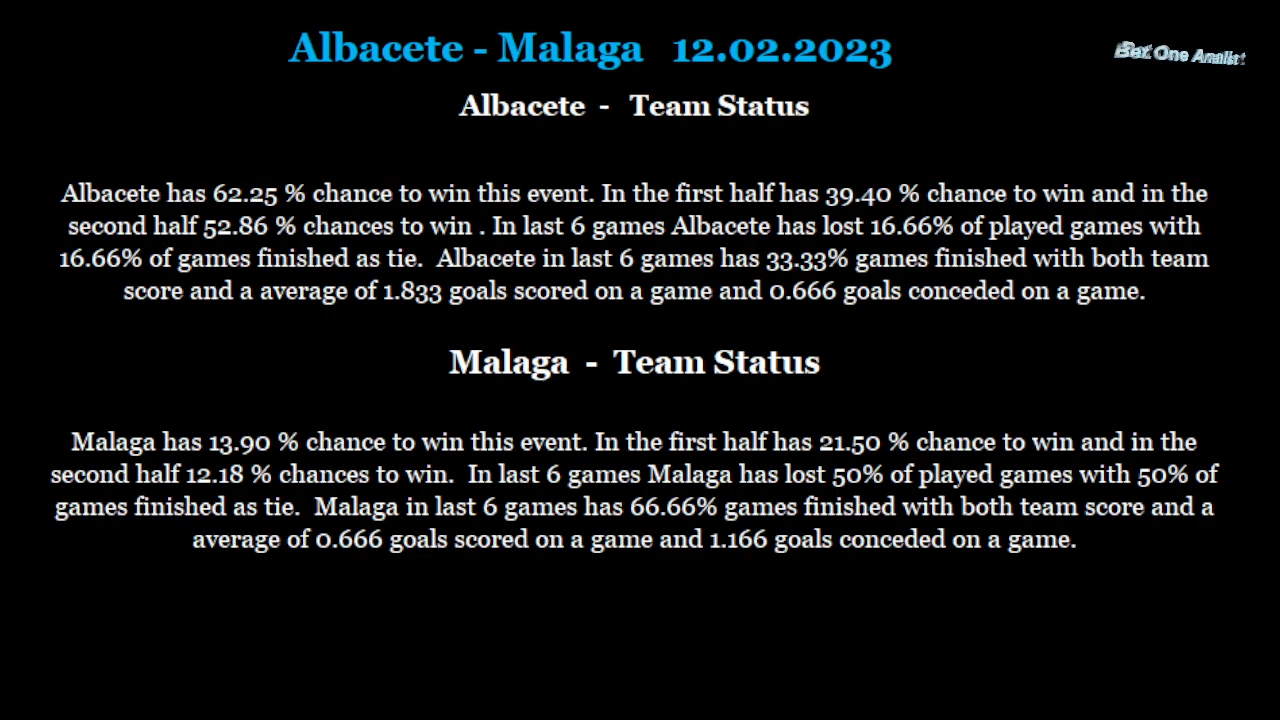 Albacete - Malaga 12.02.2023
Bet One Analist
Albacete - Team Status
Albacete has 62.25 % chance to win this event. In the first half has 39.40 % chance to win and in the
second half 52.86 % chances to win . In last 6 games Albacete has lost 16.66% of played games with
16.66% of games finished as tie. Albacete in last 6 games has 33.33% games finished with both team
score and a average of 1.833 goals scored on a game and 0.666 goals conceded on a game.
Malaga - Team Status
Malaga has 13.90 % chance to win this event. In the first half has 21.50 % chance to win and in the
second half 12.18 % chances to win. In last 6 games Malaga has lost 50% of played games with 50% of
games finished as tie. Malaga in last 6 games has 66.66% games finished with both team score and a
average of 0.666 goals scored on a game and 1.166 goals conceded on a game.